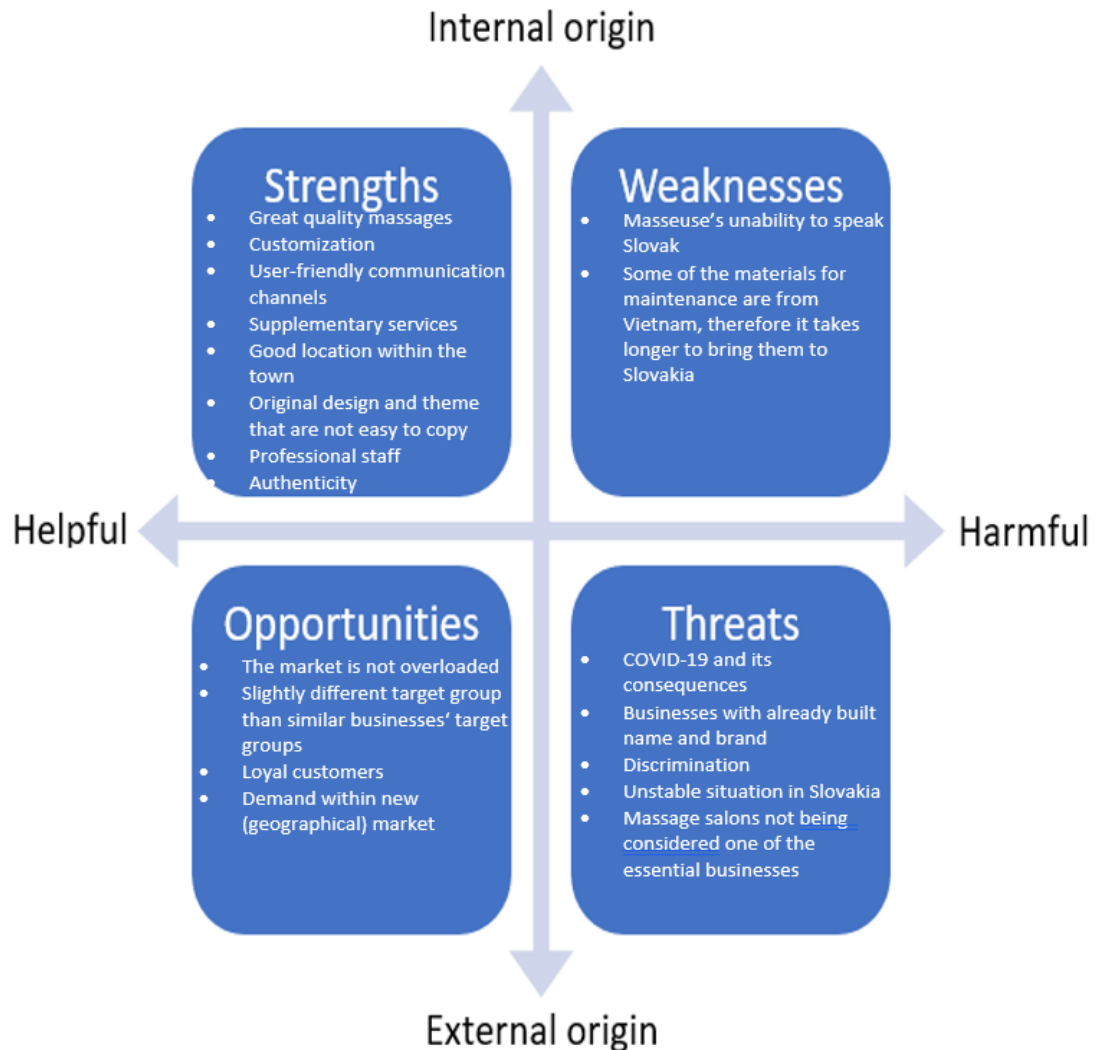 Internal origin
Strengths
• Great quality massages
• Customization
• User-friendly communication
channels
• Supplementary services
• Good location within the
town
• Original design and theme
that are not easy to copy
• Professional staff
• Authenticity
Weaknesses
• Masseuse’s unability to speak
Slovak
• Some of the materials for
maintenance are from
Vietnam, therefore it takes
longer to bring them to
Slovakia
Helpful
Harmful
Opportunities
• The market is not overloaded
• Slightly different target group
than similar businesses‘ target
groups
• Loyal customers
• Demand within new
(geographical) market
Threats
• COVID-19 and its
consequences
• Businesses with already built
name and brand
• Discrimination
• Unstable situation in Slovakia
• Massage salons not being
considered one of the
essential businesses
External origin